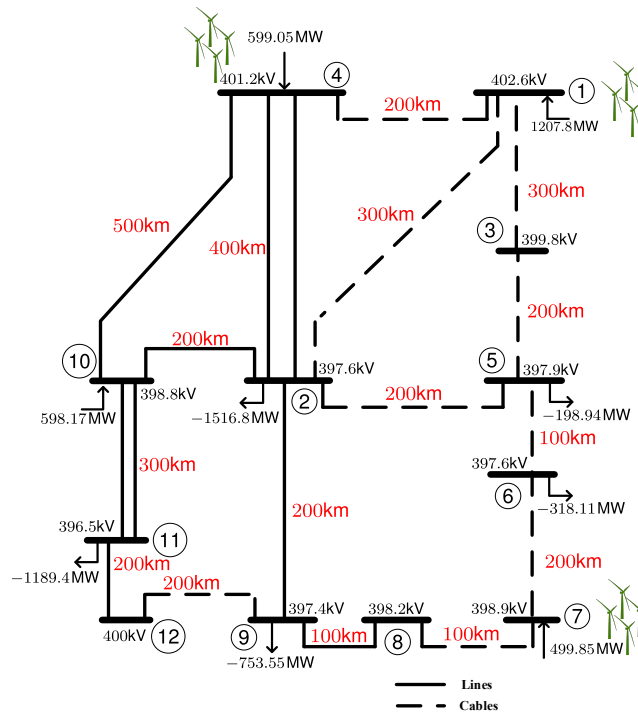 599.05MW
401.2kV
4
402.6kV
1
200km
1207.8MW
300km
300km
3
399.8kV
500km
400km
200km
200km
10
397.6kV
5
397.9kV
398.8kV
2
200km
-198.94MW
598.17MW
-1516.8MW
100km
397.6kV
300km
6
-318.11MW
200km
200km
396.5kV
11
200km
-1189.4MW
200km
397.4kV
398.2kV
398.9kV
7
400kV
12
9
100km
8
100km
499.85MW
-753.55MW
Lines
Cables